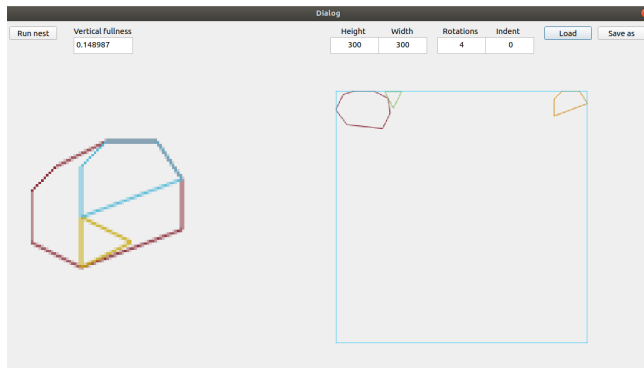 Dialog
Run nest
Vertical fullness
0.148987
Height Width Rotations Indent
300 300 4 0
Load
Save as